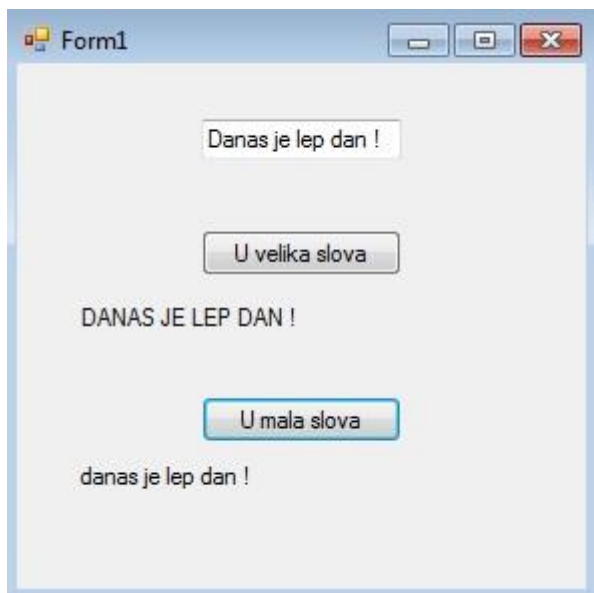 Form1
Danas je lep dan !
U velika slova
DANAS JE LEP DAN !
U mala slova
danas je lep dan !